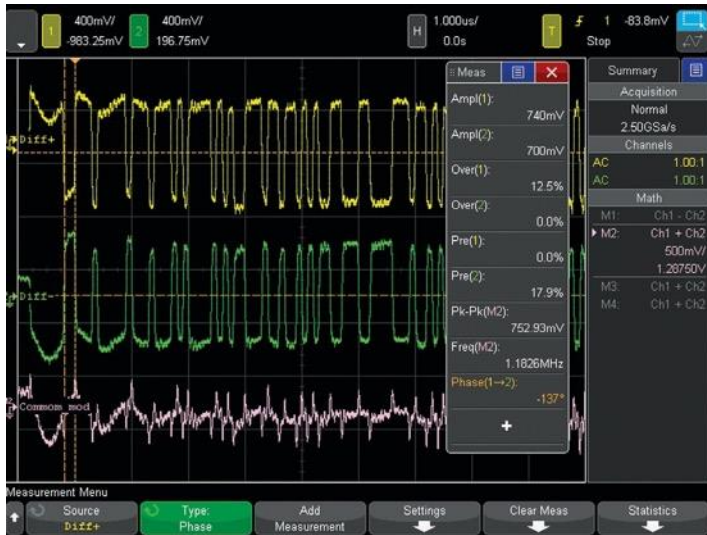 1 400mV/ 2 400mV/ H 1.000us/ T 1 -83.8mV
-983.25mV 196.75mV 0.0s Stop
Meas
Summary
Acquisition
Normal
2.50GSa/s
Channels
AC 1.00:1
AC 1.00:1
Math
M1: Ch1 - Ch2
M2: Ch1 + Ch2
500mV/
1.28750V
M3: Ch1 + Ch2
M4: Ch1 + Ch2
Ampl(1):
740mV
Ampl(2):
700mV
Over(1):
12.5%
Over(2):
0.0%
Pre(1):
0.0%
Pre(2):
17.9%
Pk-Pk(M2):
752.93mV
Freq(M2):
1.1826MHz
Phase(1→2):
-137°
Diff+
Diff-
Commom mod
Measurement Menu
Source
Diff+
Type:
Phase
Add
Measurement
Settings
Clear Meas
Statistics